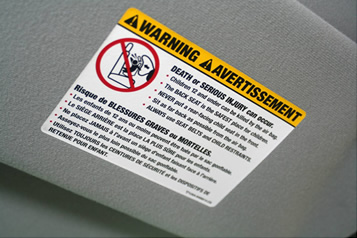 WARNING AVERTISSEMENT
DEATH or SERIOUS INJURY can occur.
• Children 12 and under can be killed by the air bag.
• The BACK SEAT is the SAFEST place for children.
• NEVER put a rear-facing child seat in the front.
• Sit as far back as possible from the air bag.
• ALWAYS use SEAT BELTS and CHILD RESTRAINTS.
Risque de BLESSURES GRAVES ou MORTELLES.
• Les enfants de 12 ans ou moins peuvent être tués par le sac gonflable.
• Le SIÈGE ARRIÈRE est la place LA PLUS SÛRE pour les enfants.
• Ne placez JAMAIS à l'avant un siège d'enfant faisant face à l'arrière.
• Assoyez-vous le plus loin possible du sac gonflable.
• Utilisez TOUJOURS les CEINTURES DE SÉCURITÉ et les DISPOSITIFS DE
RETENUE POUR ENFANT.